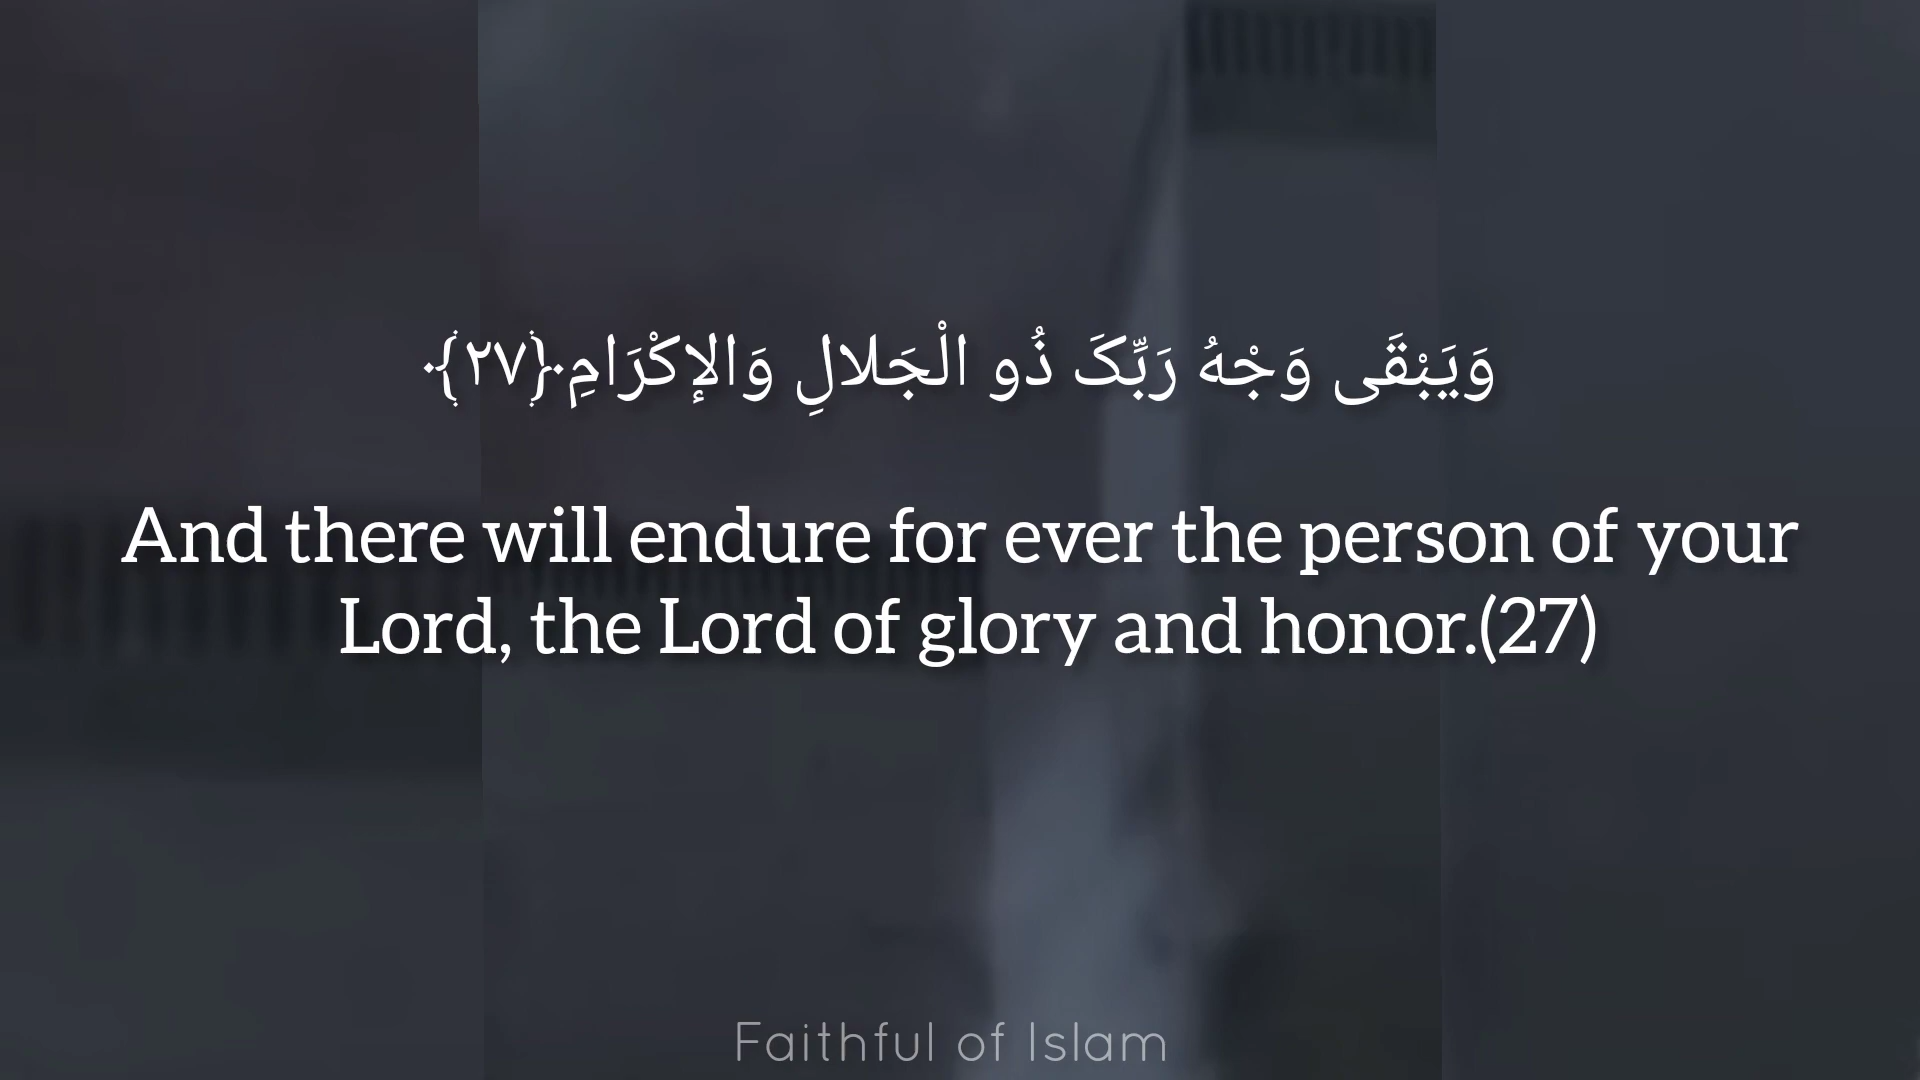 وَيَبْقَى وَجْهُ رَبِّکَ ذُو الْجَلالِ وَالإكْرَامِ﴿٢٧﴾
And there will endure for ever the person of your
Lord, the Lord of glory and honor.(27)
Faithful of Islam